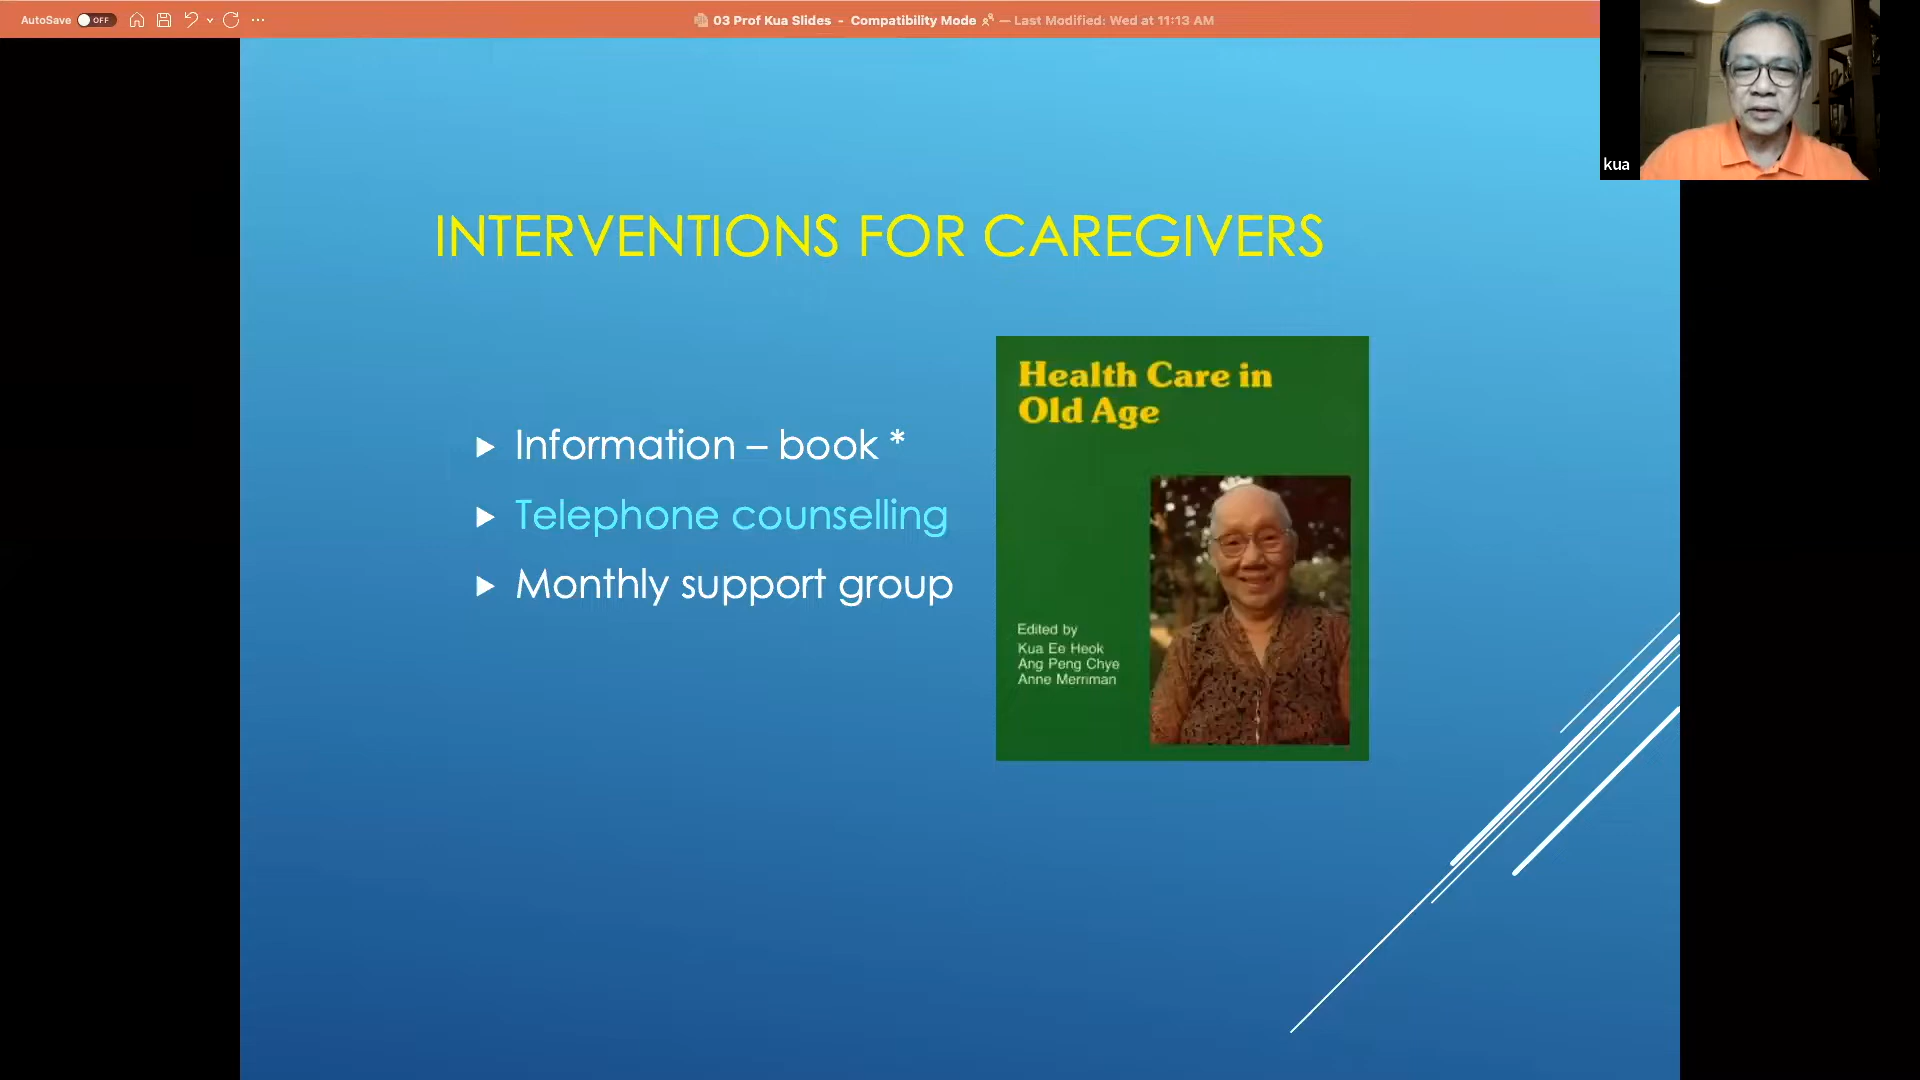 AutoSave OFF
03 Prof Kua Slides - Compatibility Mode — Last Modified: Wed at 11:13 AM
kua
INTERVENTIONS FOR CAREGIVERS
Information – book *
Telephone counselling
Monthly support group
Health Care in
Old Age
Edited by
Kua Ee Heok
Ang Peng Chye
Anne Merriman